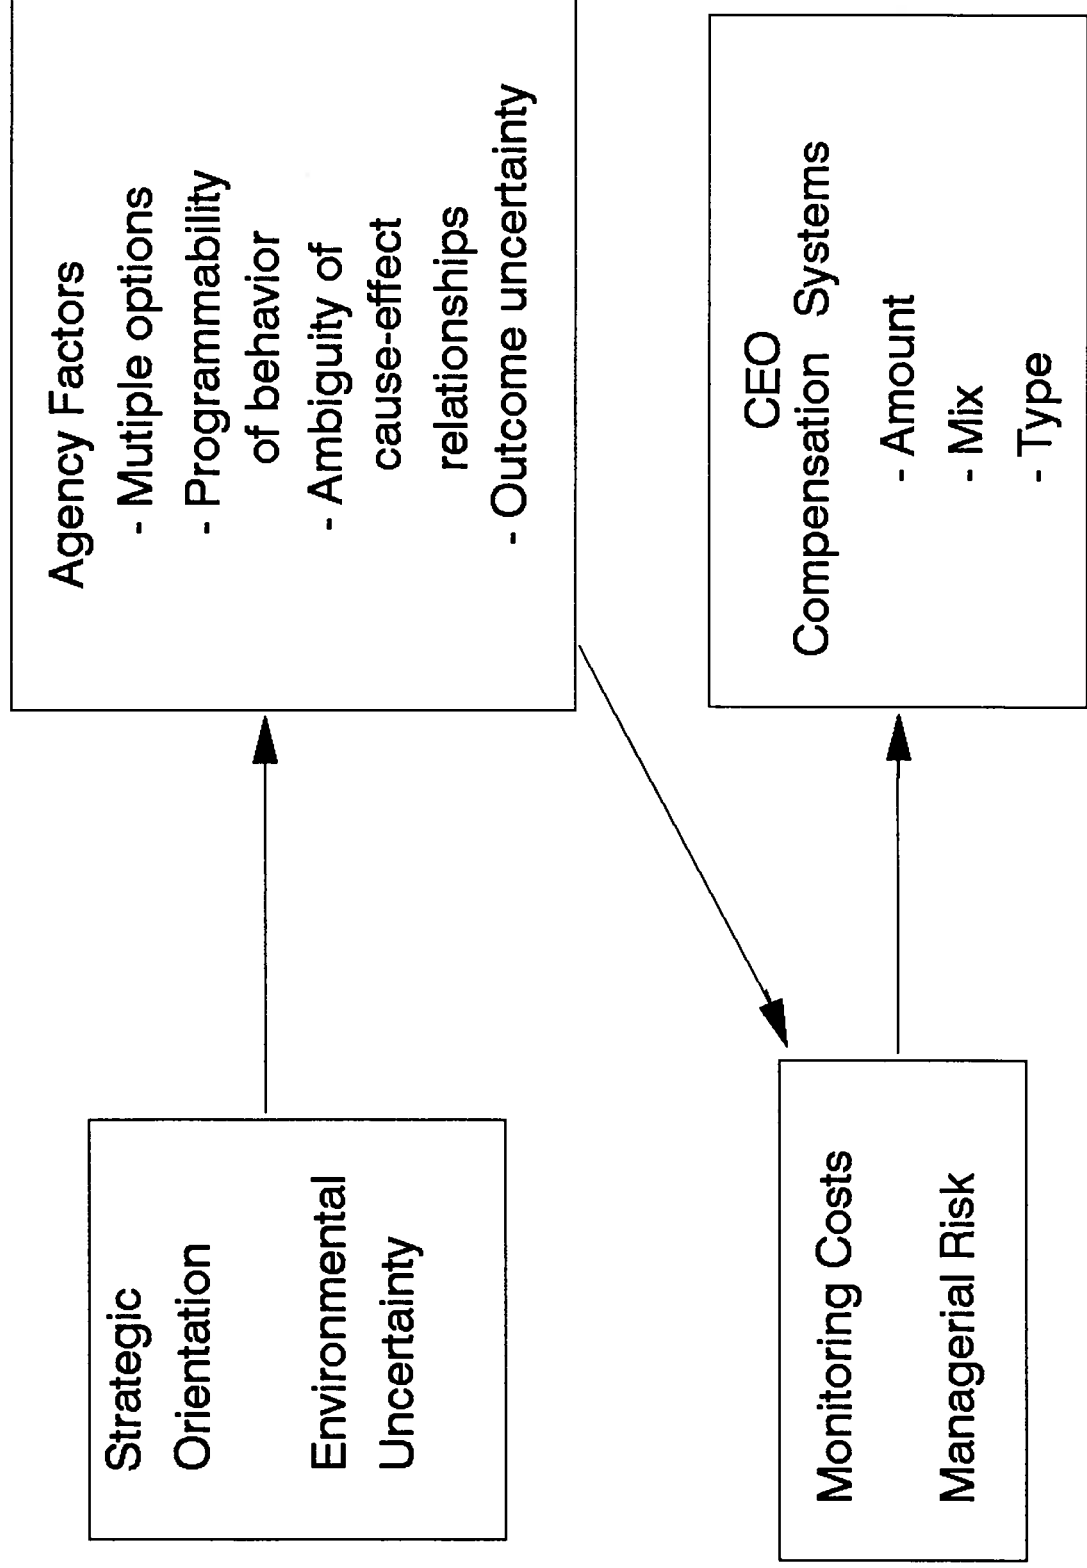 Strategic
Orientation
Environmental
Uncertainty
Agency Factors
- Mutiple options
- Programmability
of behavior
- Ambiguity of
cause-effect
relationships
- Outcome uncertainty
Monitoring Costs
Managerial Risk
CEO
Compensation Systems
- Amount
- Mix
- Type